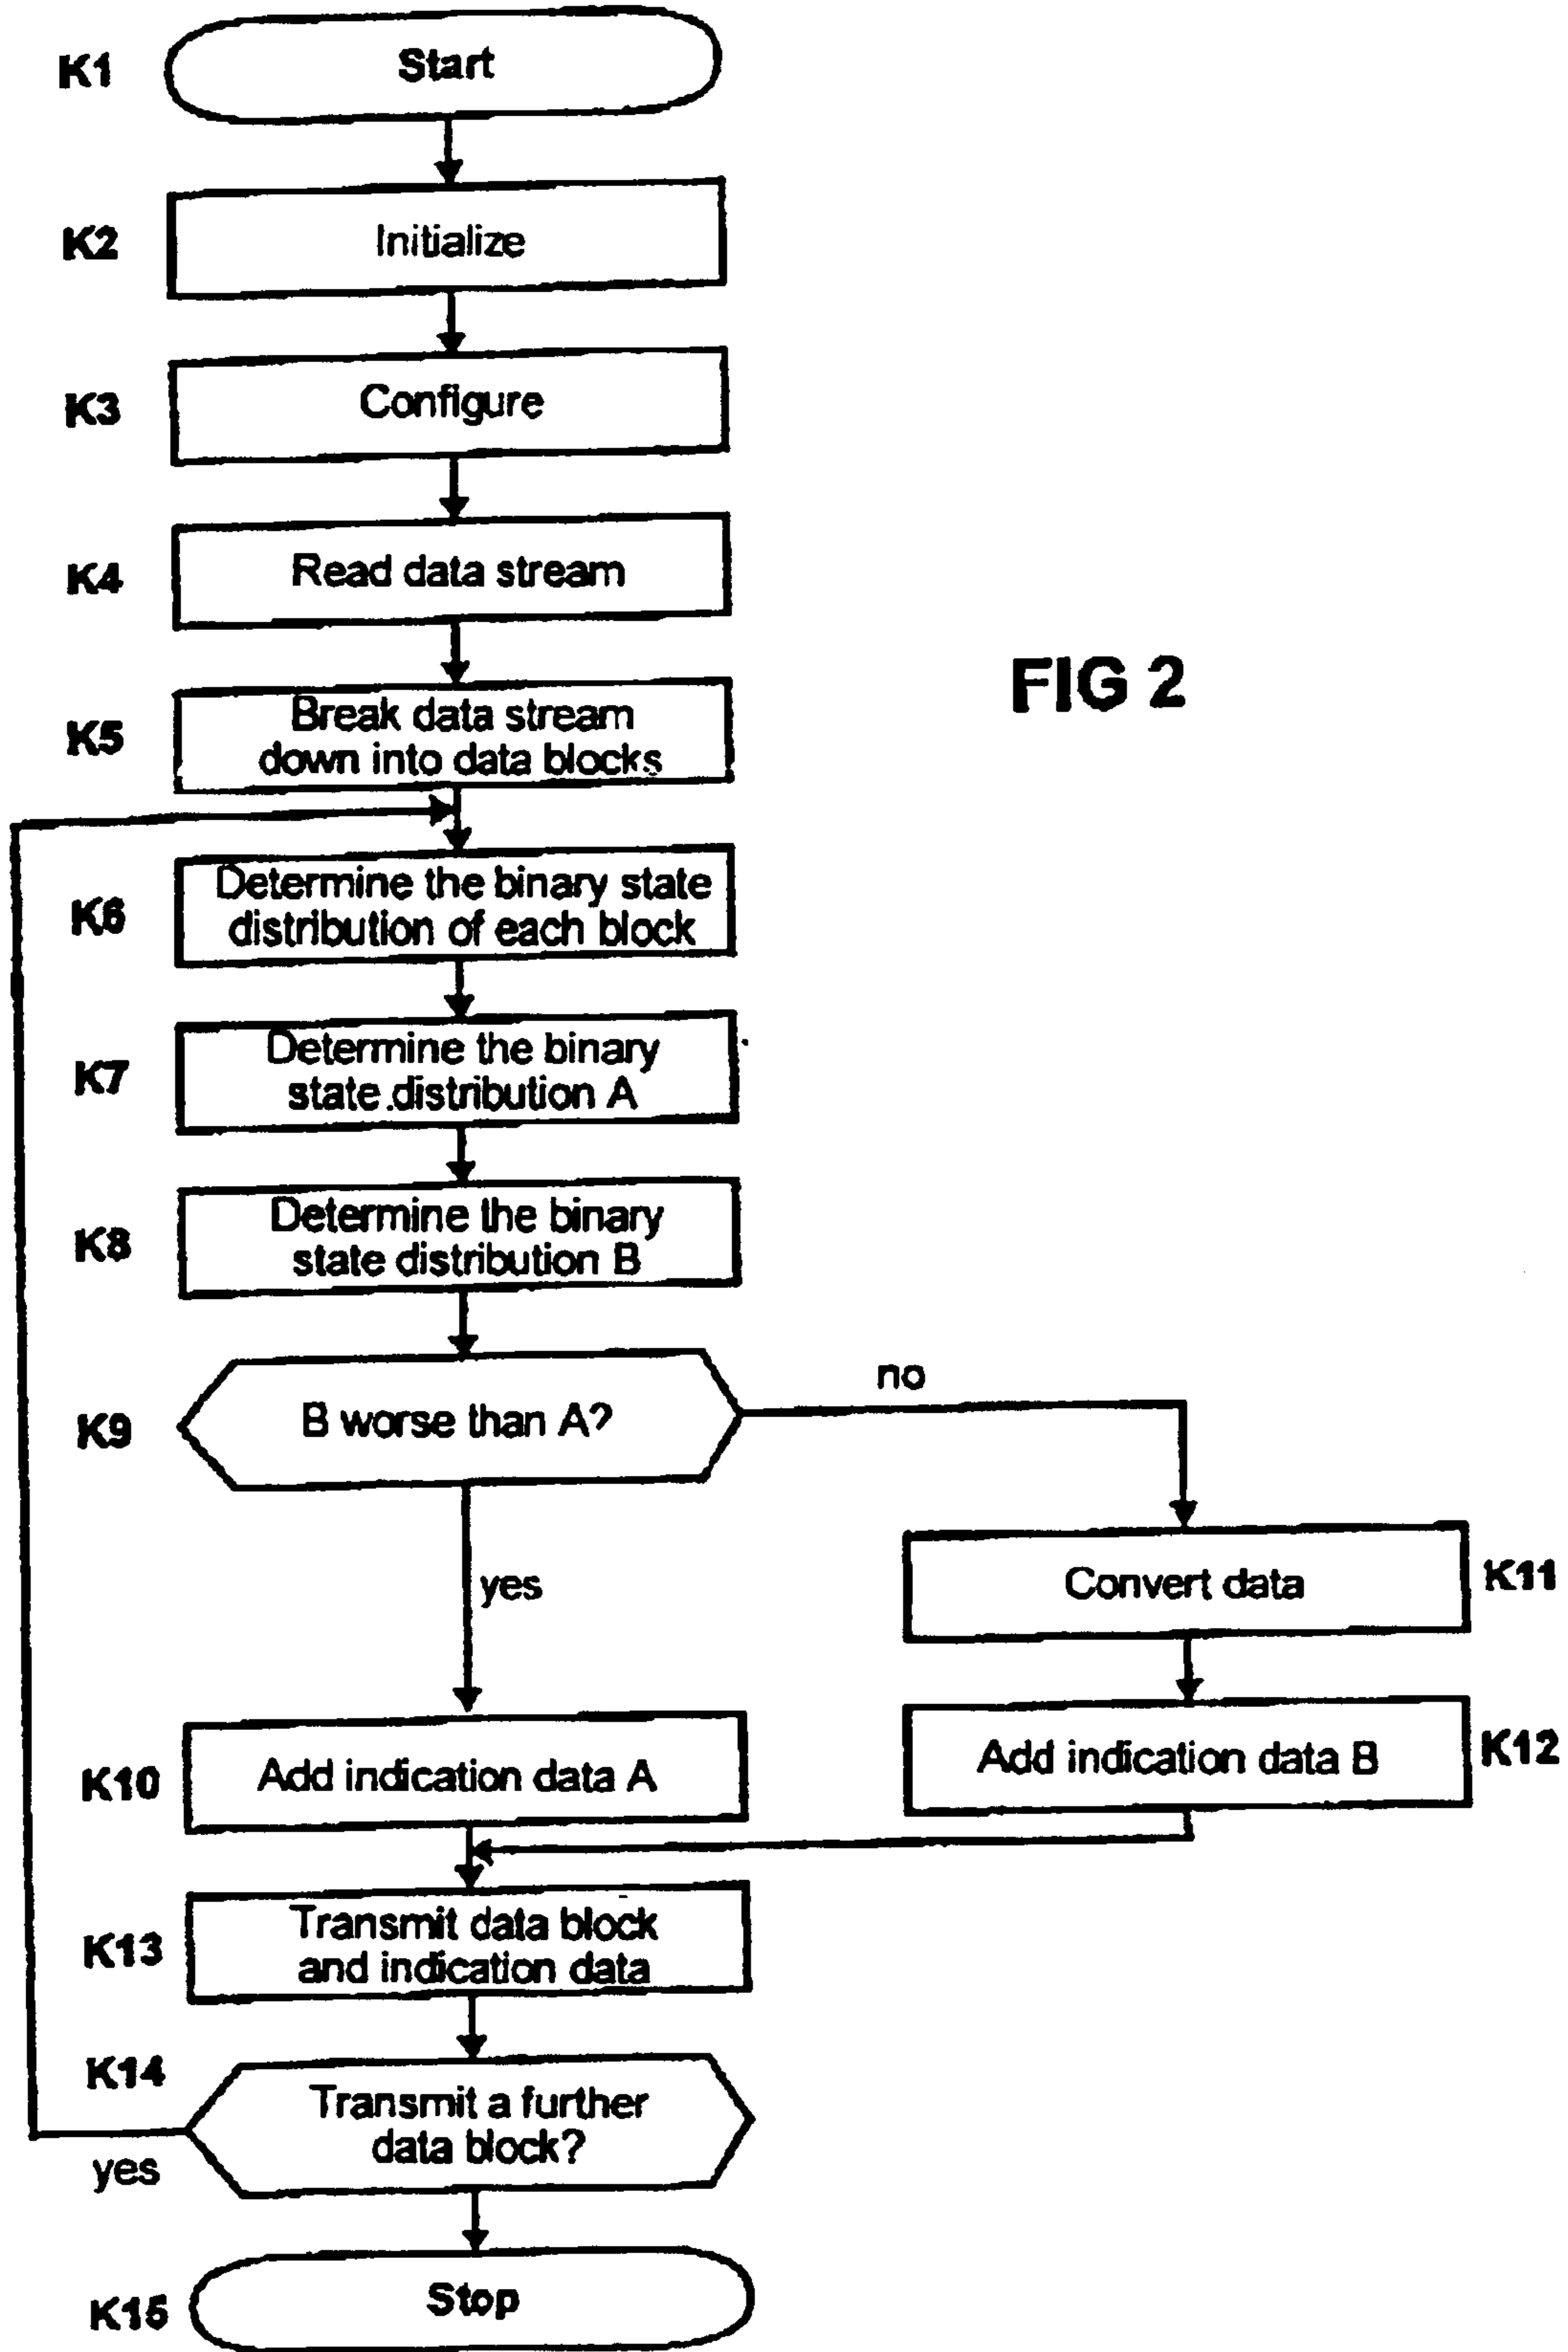 K1
Start
K2
Initialize
K3
Configure
K4
Read data stream
FIG 2
K5
Break data stream
down into data blocks
K6
Determine the binary state
distribution of each block
K7
Determine the binary
state distribution A
K8
Determine the binary
state distribution B
K9
B worse than A?
no
yes
Convert data
K11
K10
Add indication data A
Add indication data B
K12
K13
Transmit data block
and indication data
K14
Transmit a further
data block?
yes
K15
Stop